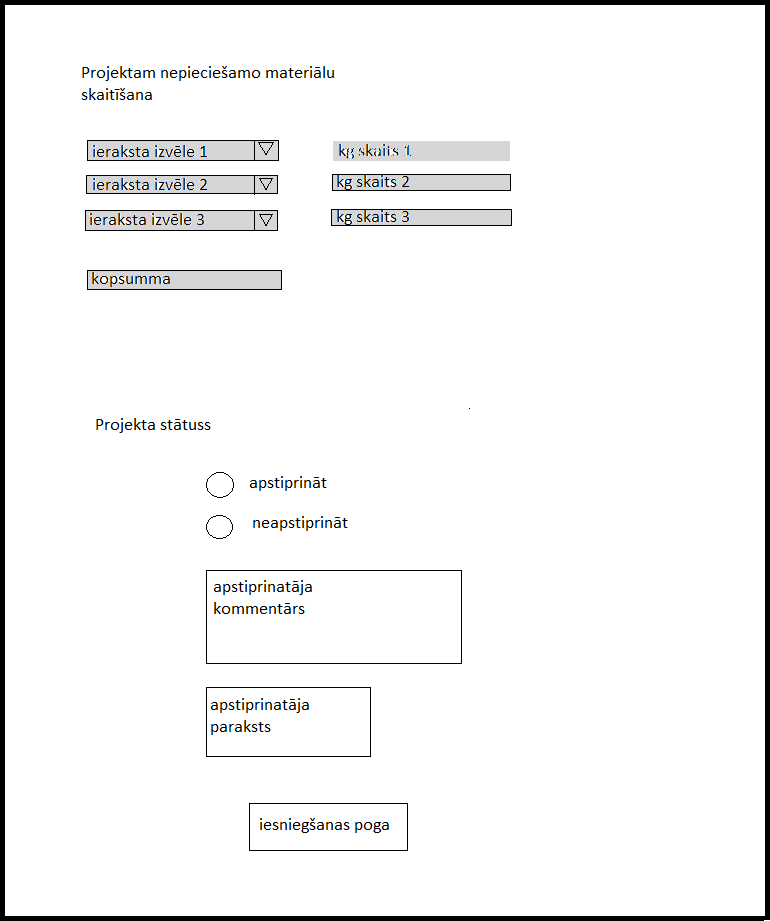 Projektam nepieciešamo materiālu
skaitīšana
ieraksta izvēle 1
kg skaits 1
ieraksta izvēle 2
kg skaits 2
ieraksta izvēle 3
kg skaits 3
kopsumma
Projekta stātuss
apstiprināt
neapstiprināt
apstiprinatāja
kommentārs
apstiprinatāja
paraksts
iesniegšanas poga